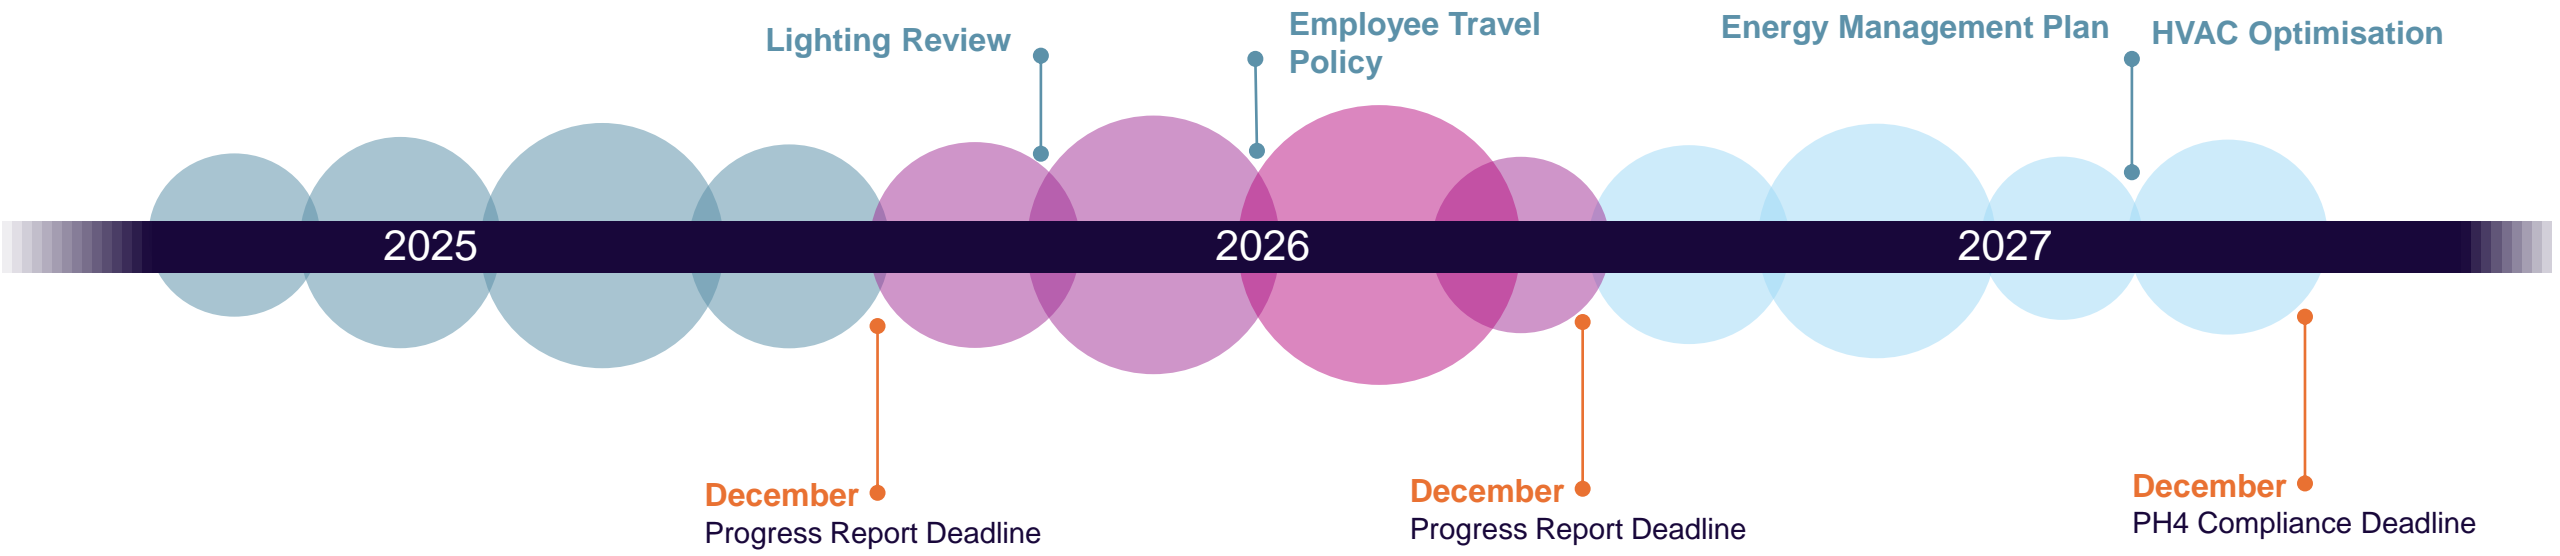 Lighting Review
Employee Travel
Policy
Energy Management Plan
HVAC Optimisation
2025
2026
2027
December
Progress Report Deadline
December
Progress Report Deadline
December
PH4 Compliance Deadline